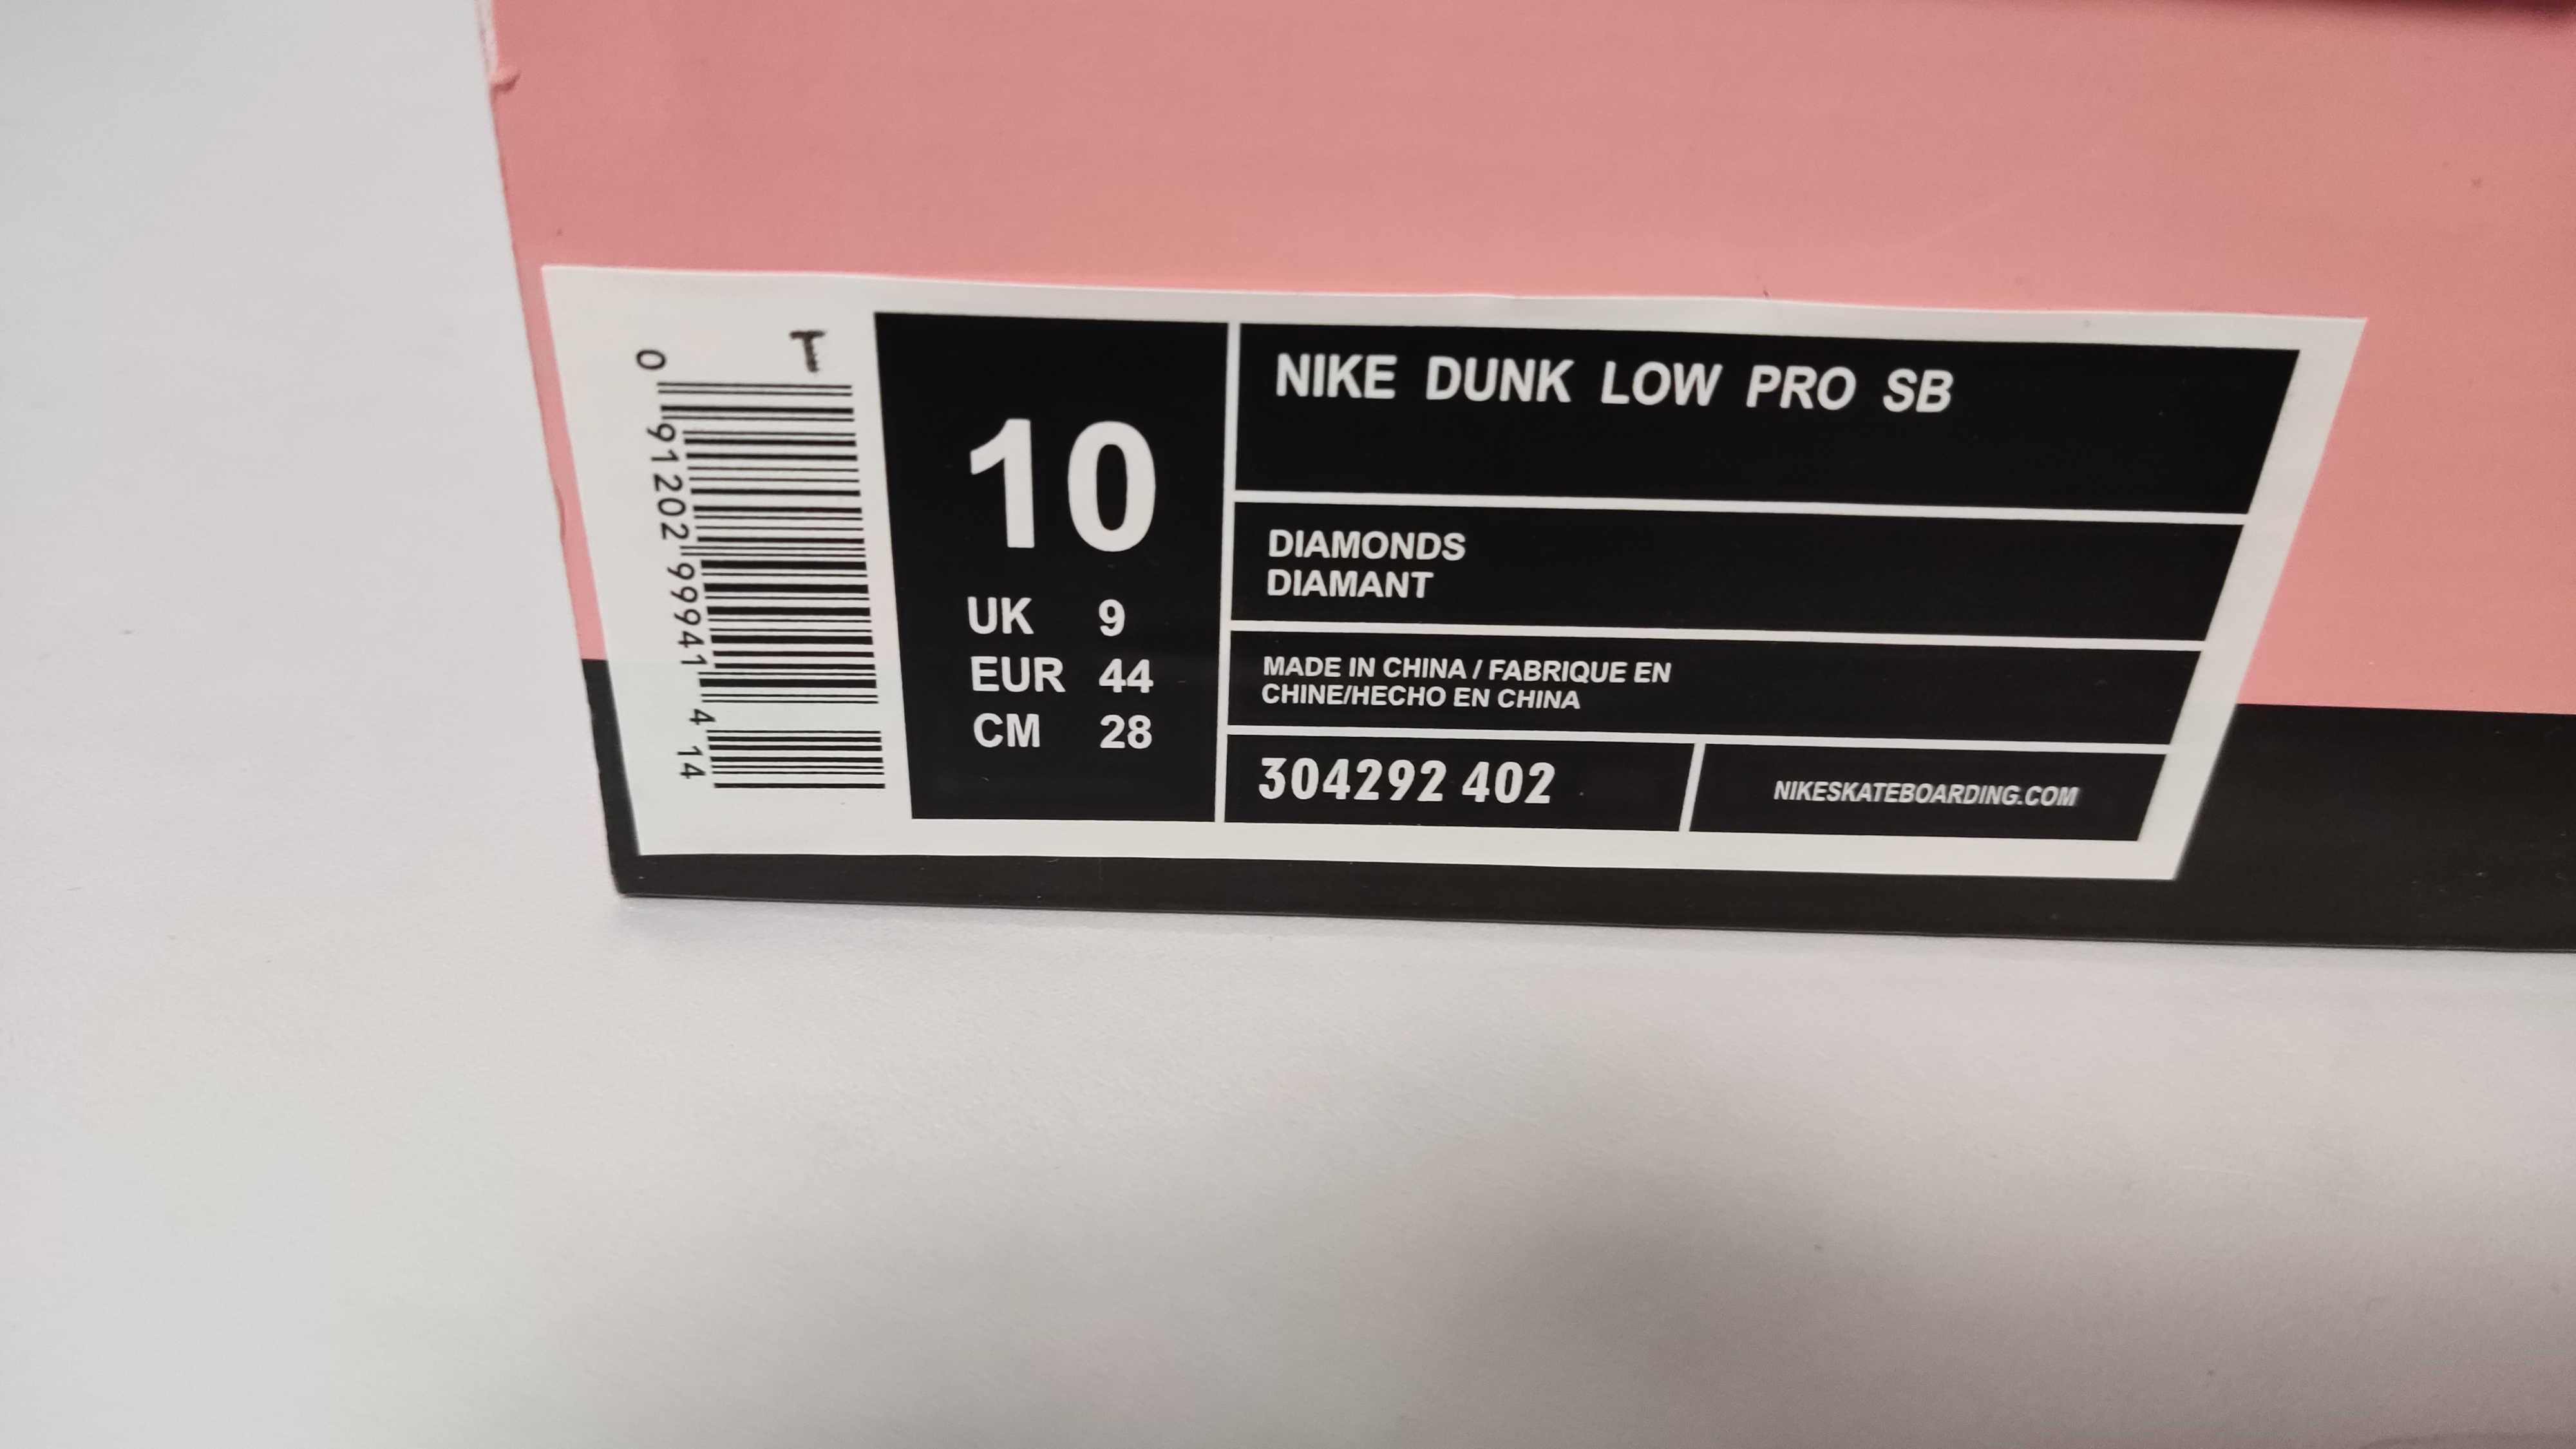 T
0 91202 99941 4 14
10
UK 9
EUR 44
CM 28
NIKE DUNK LOW PRO SB
DIAMONDS
DIAMANT
MADE IN CHINA / FABRIQUE EN
CHINE/HECHO EN CHINA
304292 402
NIKESKATEBOARDING.COM